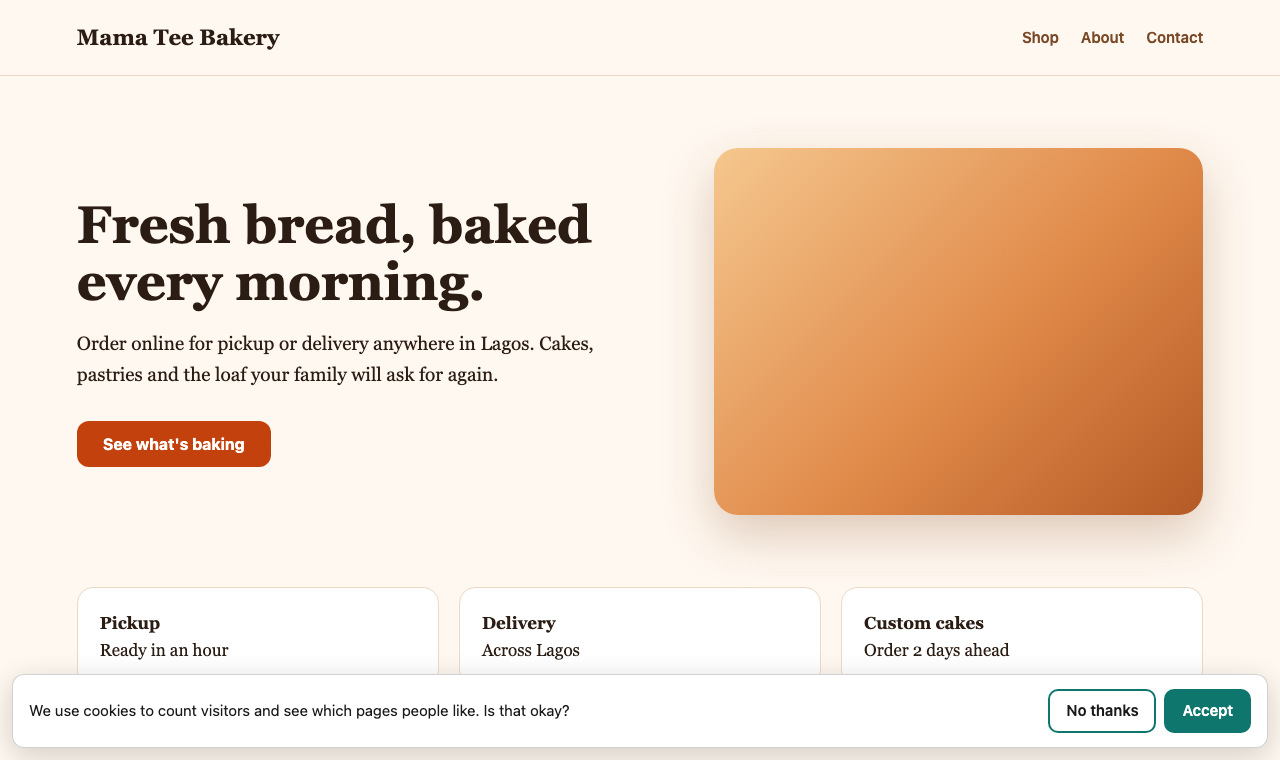 Mama Tee Bakery
Shop About Contact
Fresh bread, baked
every morning.
Order online for pickup or delivery anywhere in Lagos. Cakes,
pastries and the loaf your family will ask for again.
See what's baking
Pickup
Ready in an hour
Delivery
Across Lagos
Custom cakes
Order 2 days ahead
We use cookies to count visitors and see which pages people like. Is that okay?
No thanks
Accept